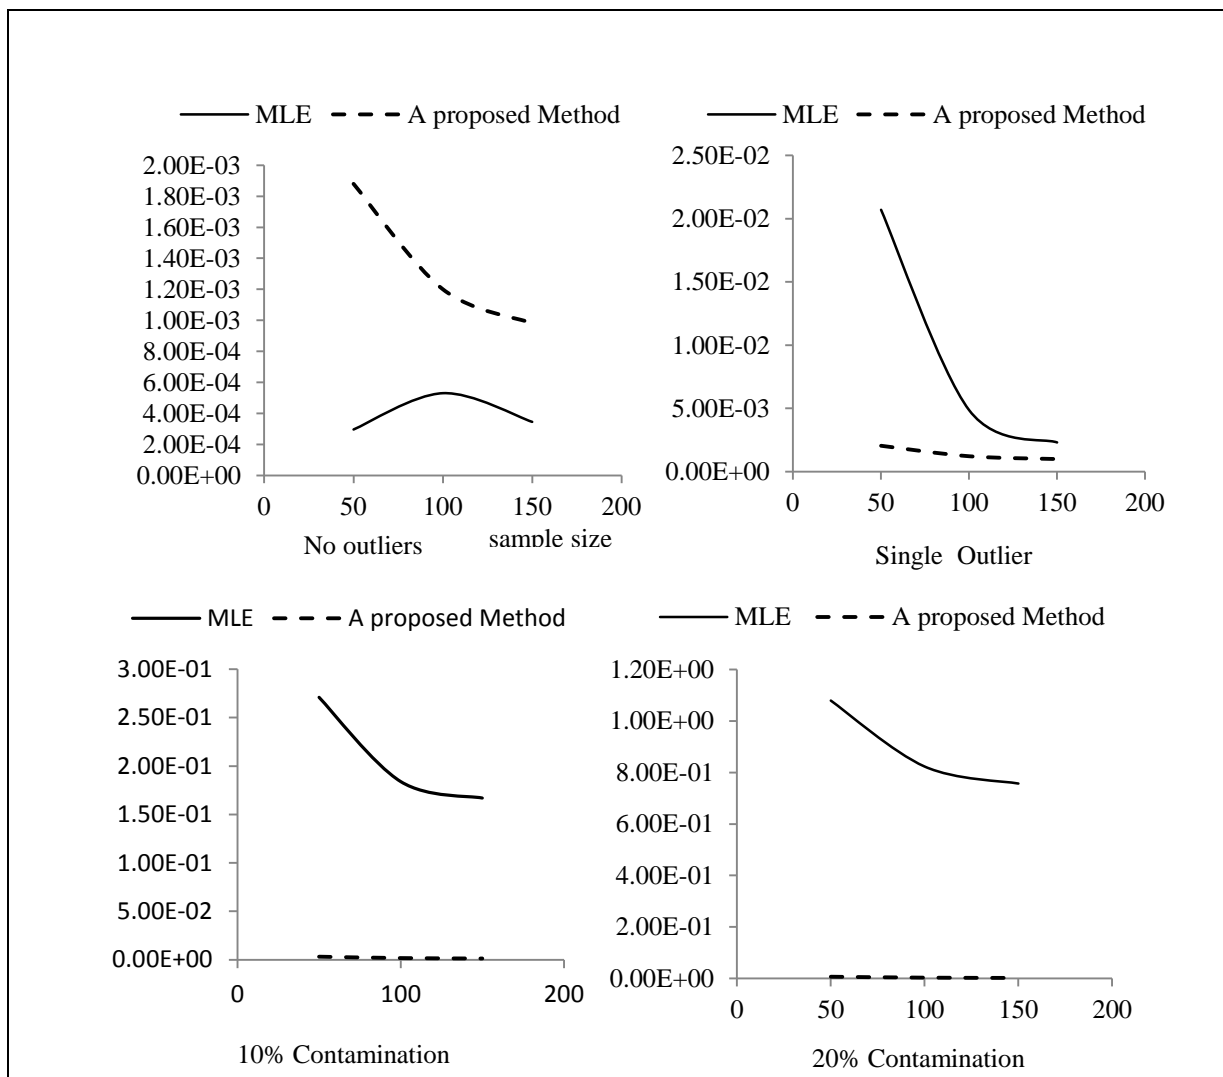 MLE A proposed Method
2.00E-03
1.80E-03
1.60E-03
1.40E-03
1.20E-03
1.00E-03
8.00E-04
6.00E-04
4.00E-04
2.00E-04
0.00E+00
0 50 100 150 200
No outliers sample size
MLE A proposed Method
2.50E-02
2.00E-02
1.50E-02
1.00E-02
5.00E-03
0.00E+00
0 50 100 150 200
Single Outlier
MLE A proposed Method
3.00E-01
2.50E-01
2.00E-01
1.50E-01
1.00E-01
5.00E-02
0.00E+00
0 100 200
10% Contamination
MLE A proposed Method
1.20E+00
1.00E+00
8.00E-01
6.00E-01
4.00E-01
2.00E-01
0.00E+00
0 50 100 150 200
20% Contamination